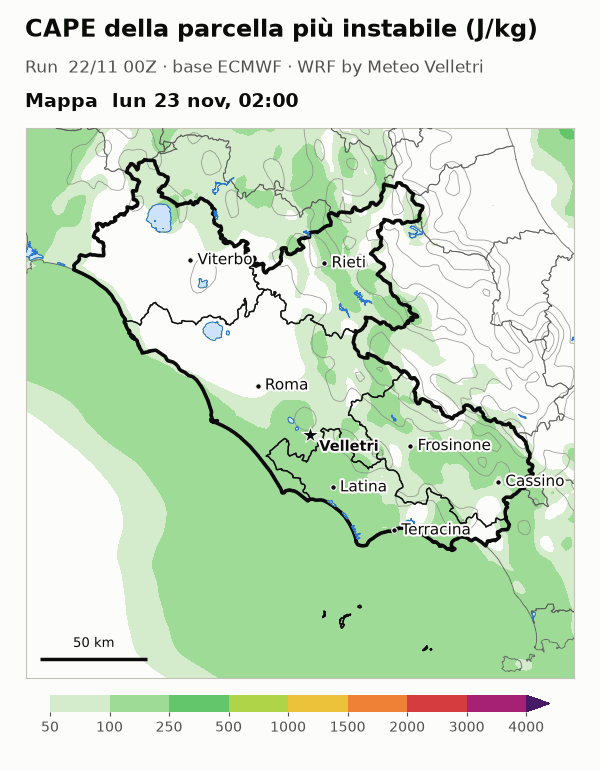 CAPE della parcella più instabile (J/kg)
Run  22/11 00Z · base ECMWF · WRF by Meteo Velletri
Mappa  lun 23 nov, 02:00
Viterbo
Rieti
Roma
Velletri
Frosinone
Cassino
Latina
Terracina
50 km
50 100 250 500 1000 1500 2000 3000 4000